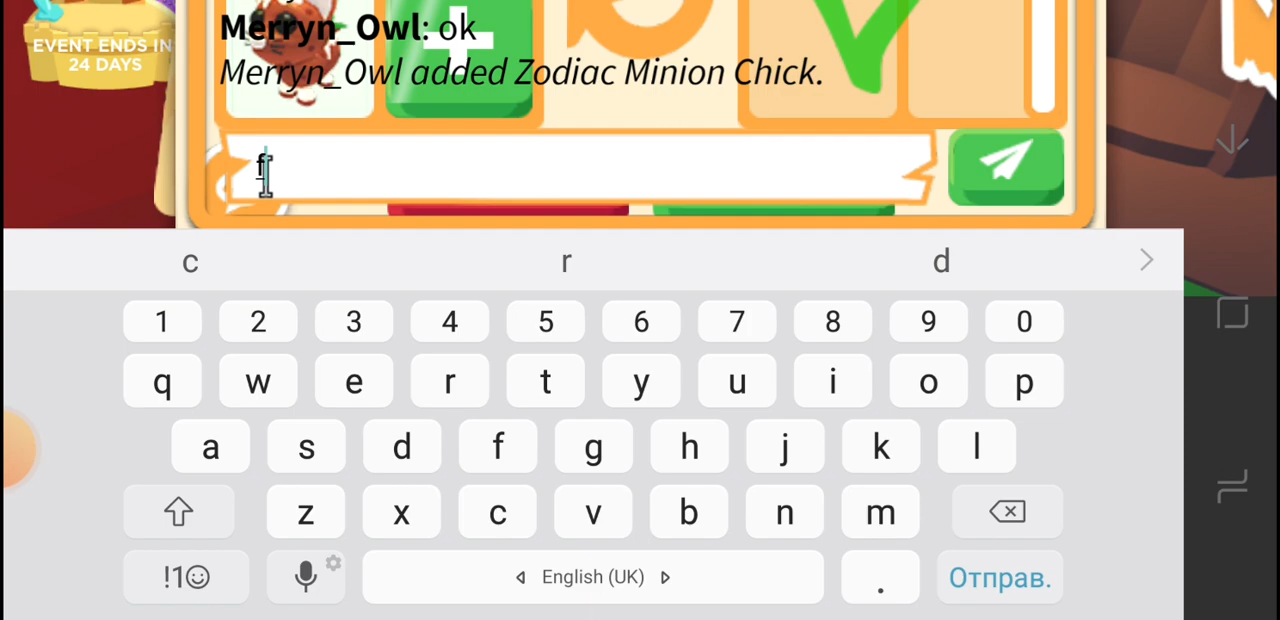 EVENT ENDS IN
24 DAYS
Merryn_Owl: ok
Merryn_Owl added Zodiac Minion Chick.
f
c r d
1 2 3 4 5 6 7 8 9 0
q w e r t y u i o p
a s d f g h j k l
z x c v b n m
!1☺ English (UK) . Отправ.